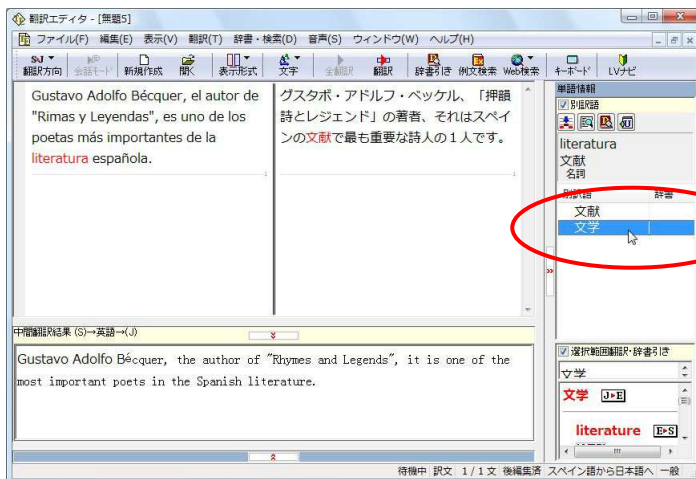 翻訳エディタ - [無題5]
ファイル(F) 編集(E) 表示(V) 翻訳(T) 辞書・検索(D) 音声(S) ウィンドウ(W) ヘルプ(H)
翻訳方向 会話モード 新規作成 開く 表示形式 文字 全翻訳 翻訳 辞書引き 例文検索 Web検索 キーボード LVナビ
Gustavo Adolfo Bécquer, el autor de
"Rimas y Leyendas", es uno de los
poetas más importantes de la
literatura española.
グスタボ・アドルフ・ベッケル、「押韻
詩とレジェンド」の著者、それはスペイ
ンの文献で最も重要な詩人の１人です。
単語情報
別訳語
literatura
文献
名詞
別訳語 辞書
文献
文学
中間翻訳結果 (S)→英語→(J)
Gustavo Adolfo Bécquer, the author of "Rhymes and Legends", it is one of the
most important poets in the Spanish literature.
選択範囲翻訳・辞書引き
文学
文学 J▶E
literature E▶S
待機中 訳文 1/1文 後編集済 スペイン語から日本語へ 一般